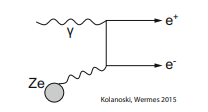 e⁺
γ
e⁻
Ze
Kolanoski, Wermes 2015